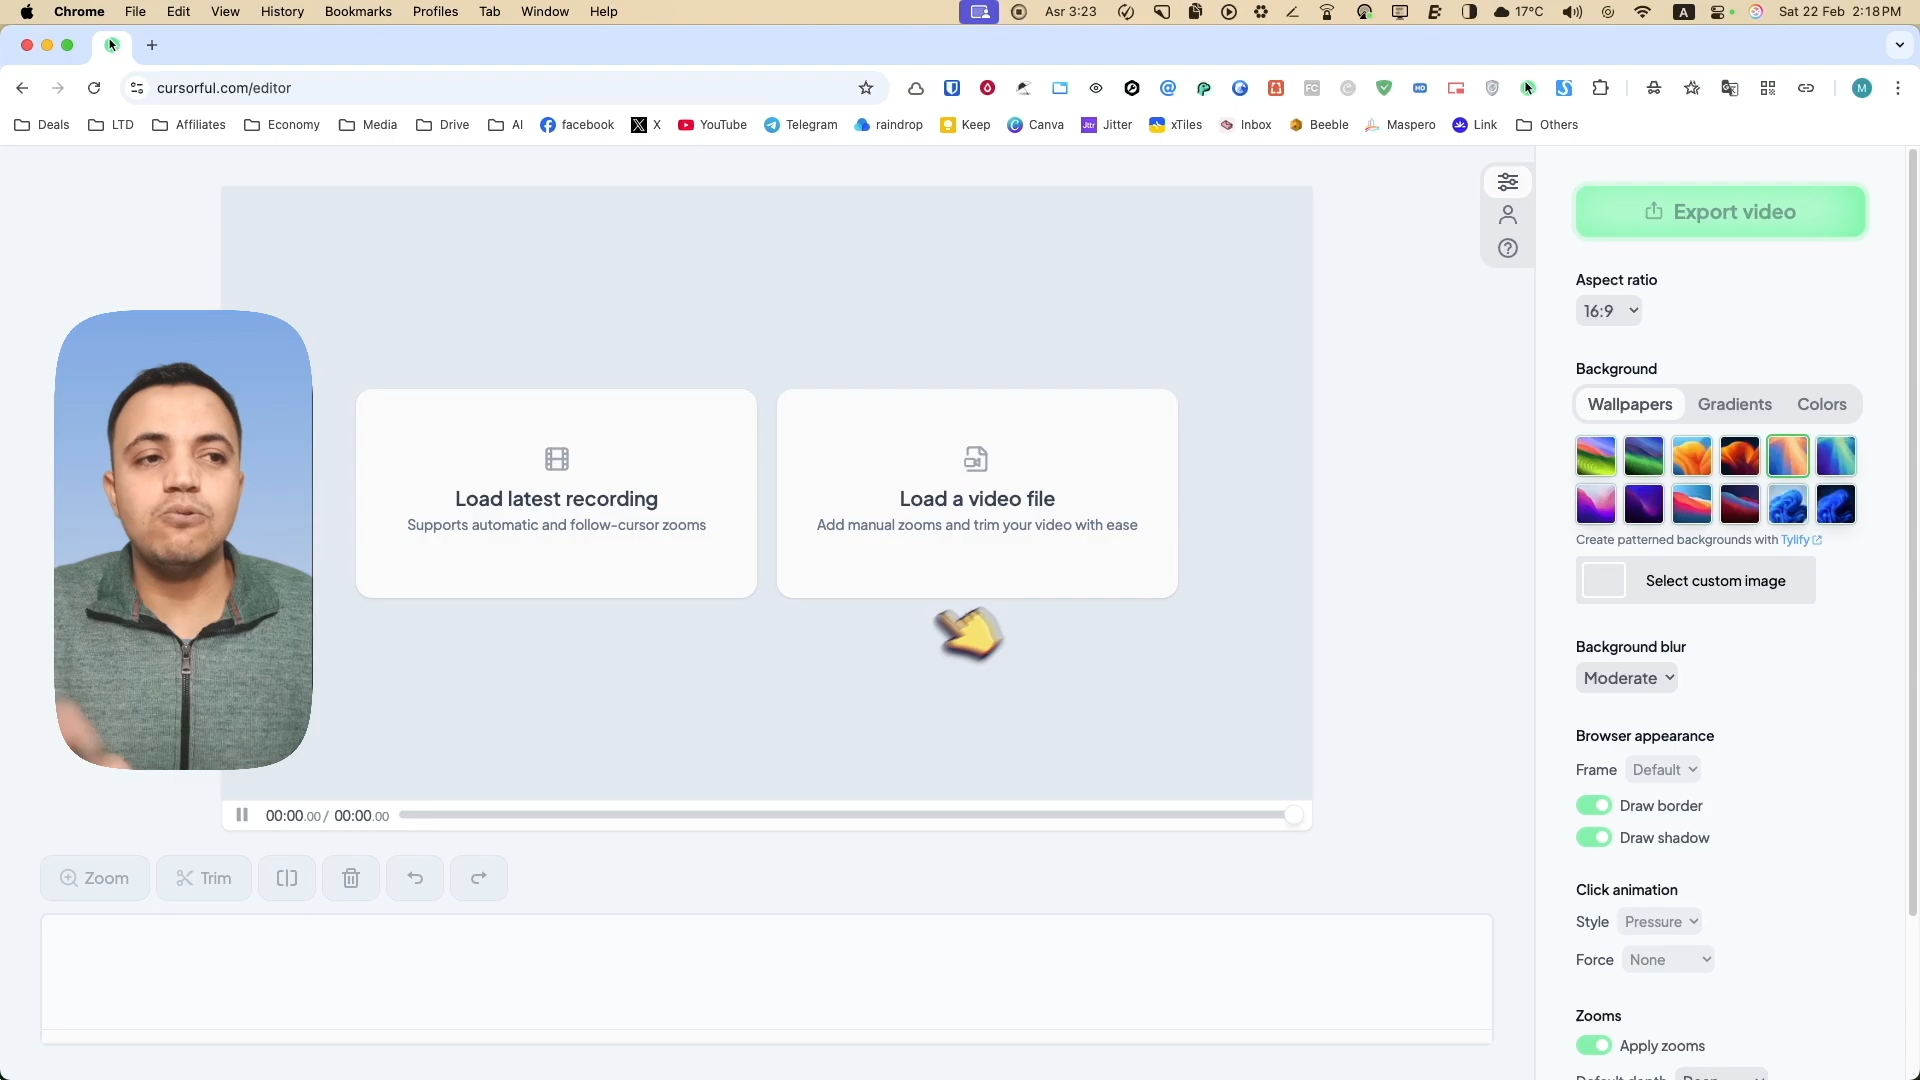 Chrome File Edit View History Bookmarks Profiles Tab Window Help Asr 3:23 A 17°C Sat 22 Feb 2:18 PM
cursorful.com/editor M
Deals LTD Affiliates Economy Media Drive AI facebook X YouTube Telegram raindrop Keep Canva Jitter xTiles Inbox Beeble Maspero Link Others
Export video
Aspect ratio
16:9
Background
Wallpapers Gradients Colors
Create patterned backgrounds with Tylify
Select custom image
Load latest recording
Supports automatic and follow-cursor zooms
Load a video file
Add manual zooms and trim your video with ease
Background blur
Moderate
Browser appearance
Frame Default
Draw border
Draw shadow
00:00.00 / 00:00.00
Zoom Trim
Click animation
Style Pressure
Force None
Zooms
Apply zooms
Default depth Deep